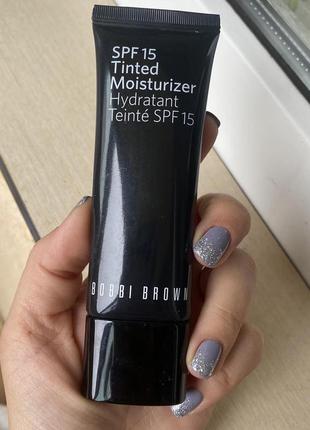 SPF 15
Tinted
Moisturizer
Hydratant
Teinté SPF 15
BOBBI BROWN